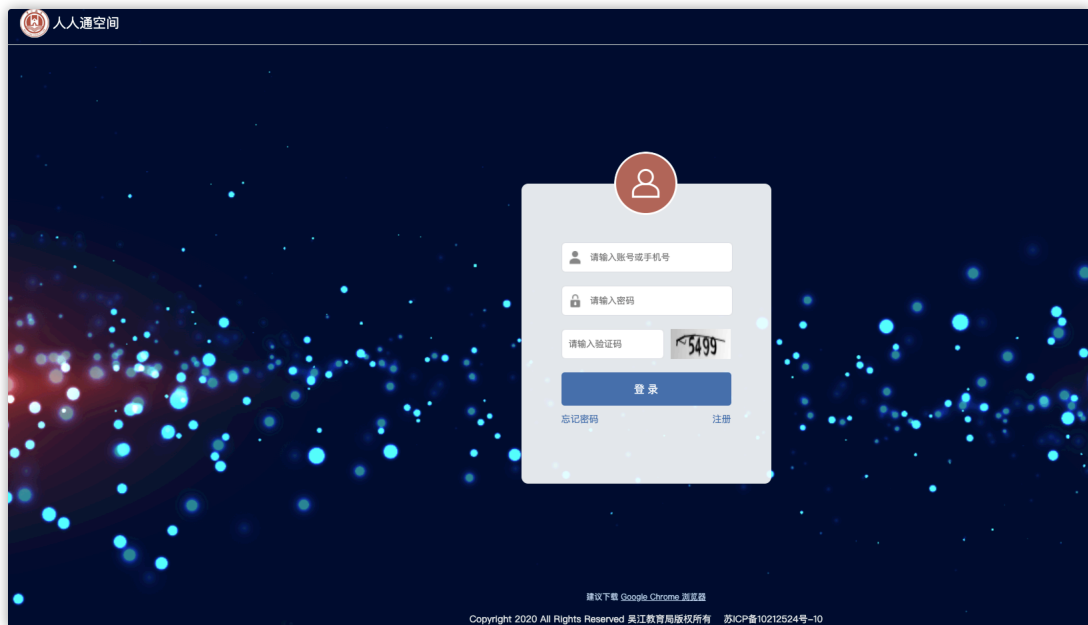 人人通空间
请输入账号或手机号
请输入密码
请输入验证码 5499
登 录
忘记密码 注册
建议下载 Google Chrome 浏览器
Copyright 2020 All Rights Reserved 吴江教育局版权所有 苏ICP备10212524号-10